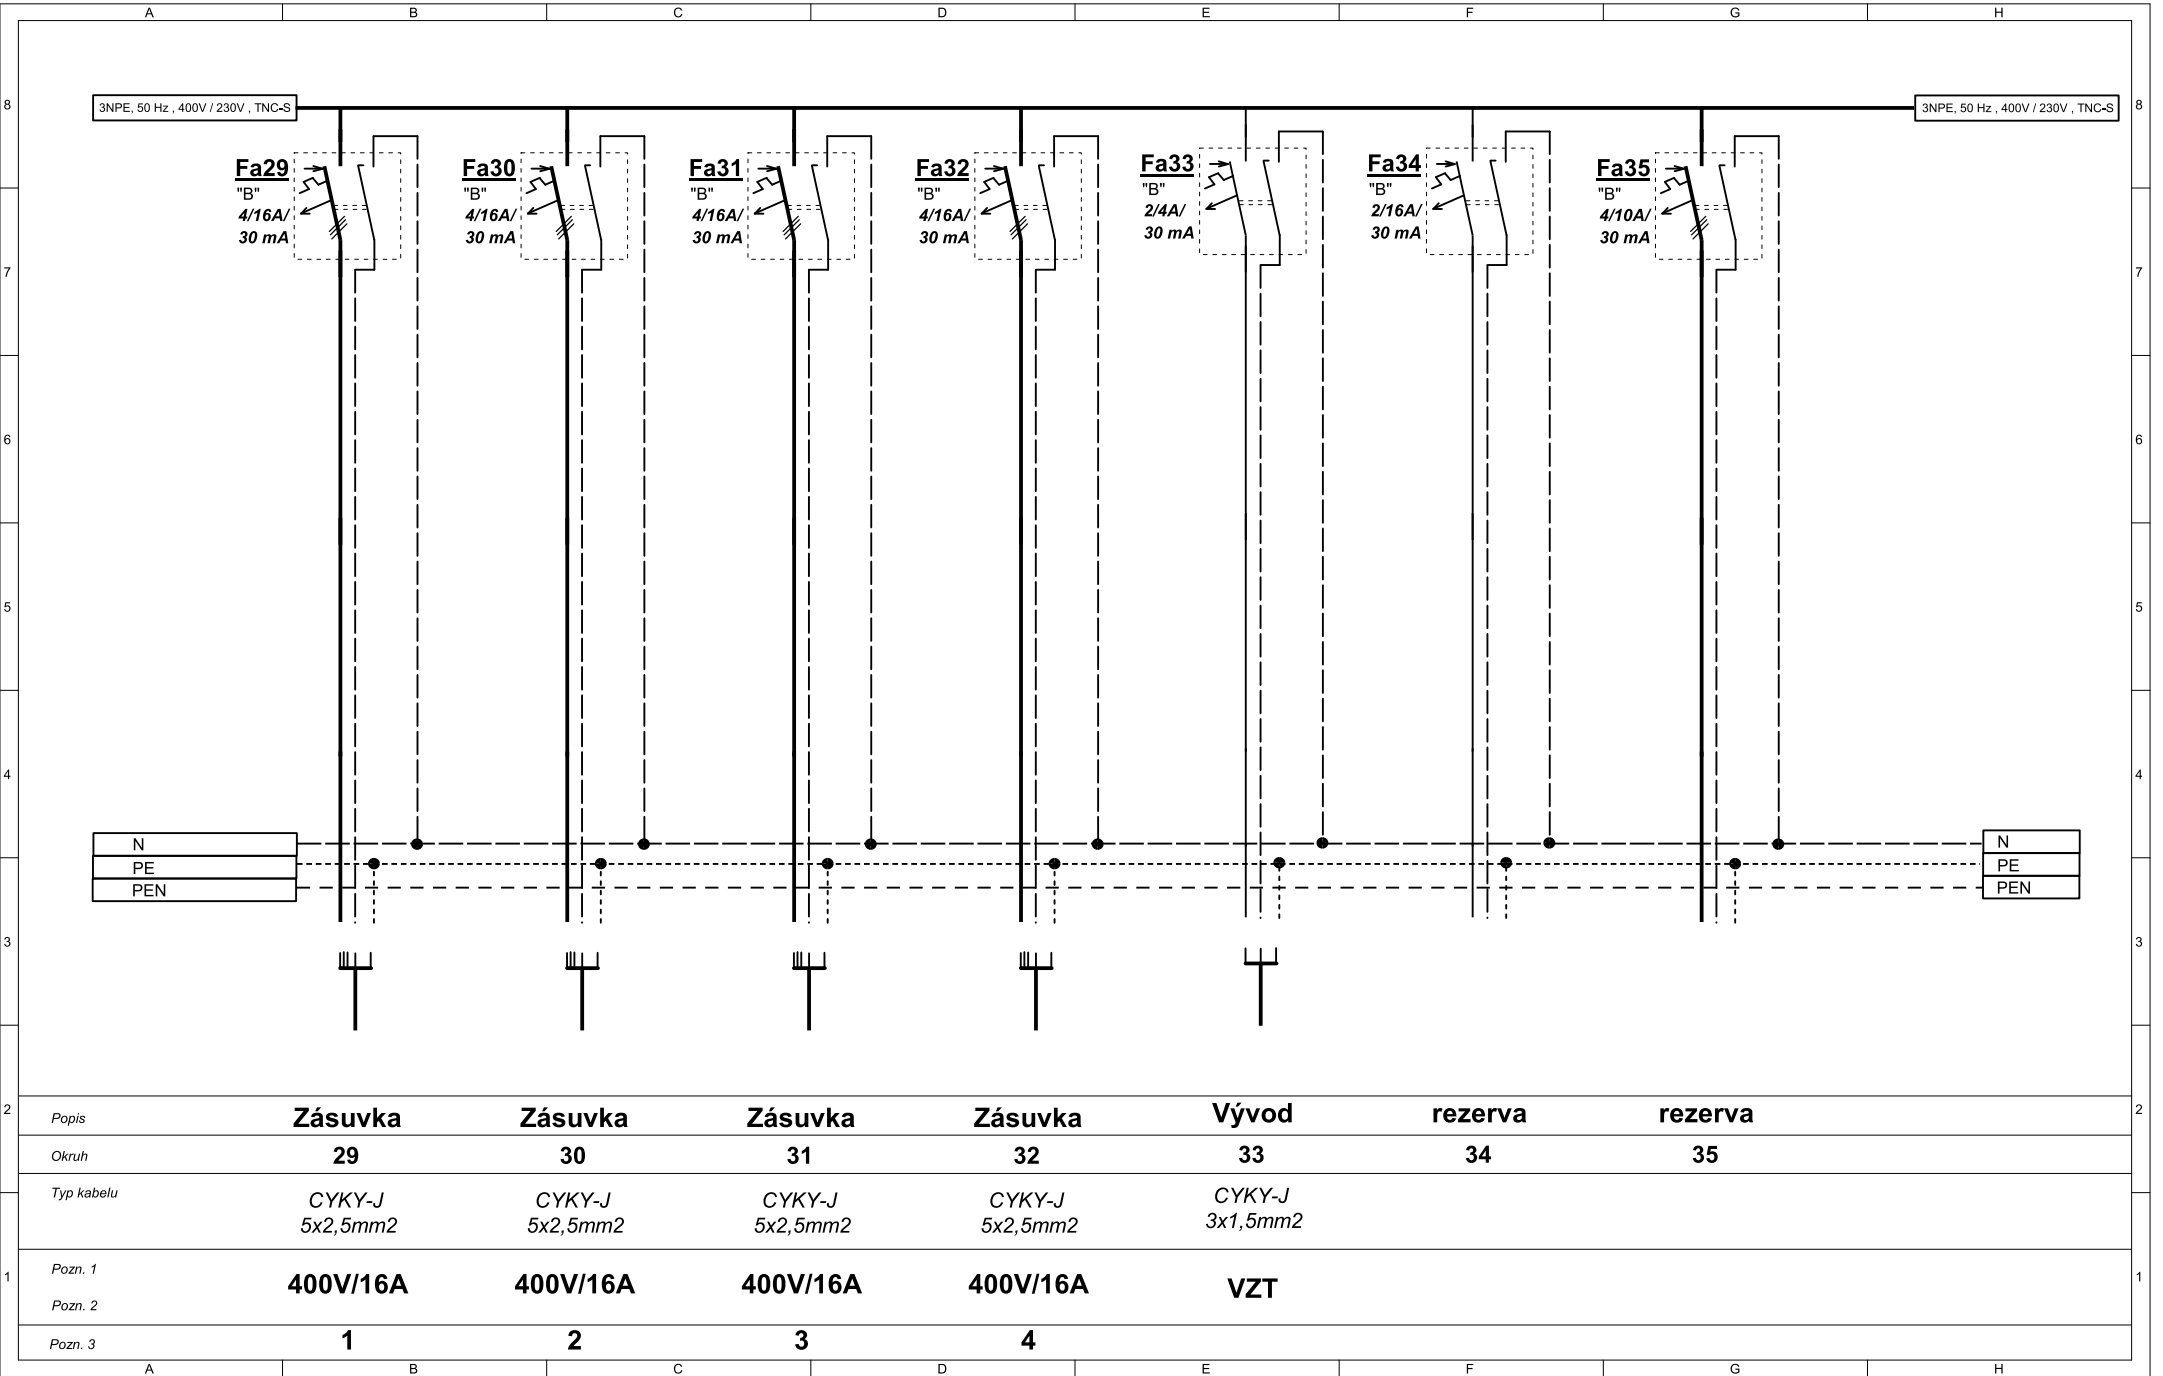 A B C D E F G H
8 8
3NPE, 50 Hz , 400V / 230V , TNC-S 3NPE, 50 Hz , 400V / 230V , TNC-S
Fa29 Fa30 Fa31 Fa32 Fa33 Fa34 Fa35
"B" "B" "B" "B" "B" "B" "B"
4/16A/ 4/16A/ 4/16A/ 4/16A/ 2/4A/ 2/16A/ 4/10A/
30 mA 30 mA 30 mA 30 mA 30 mA 30 mA 30 mA
7 7
6 6
5 5
4 4
N N
PE PE
PEN PEN
3 3
2 2
Popis Zásuvka Zásuvka Zásuvka Zásuvka Vývod rezerva rezerva
Okruh 29 30 31 32 33 34 35
Typ kabelu CYKY-J CYKY-J CYKY-J CYKY-J CYKY-J
5x2,5mm2 5x2,5mm2 5x2,5mm2 5x2,5mm2 3x1,5mm2
Pozn. 1
1 400V/16A 400V/16A 400V/16A 400V/16A VZT 1
Pozn. 2
Pozn. 3 1 2 3 4
A B C D E F G H